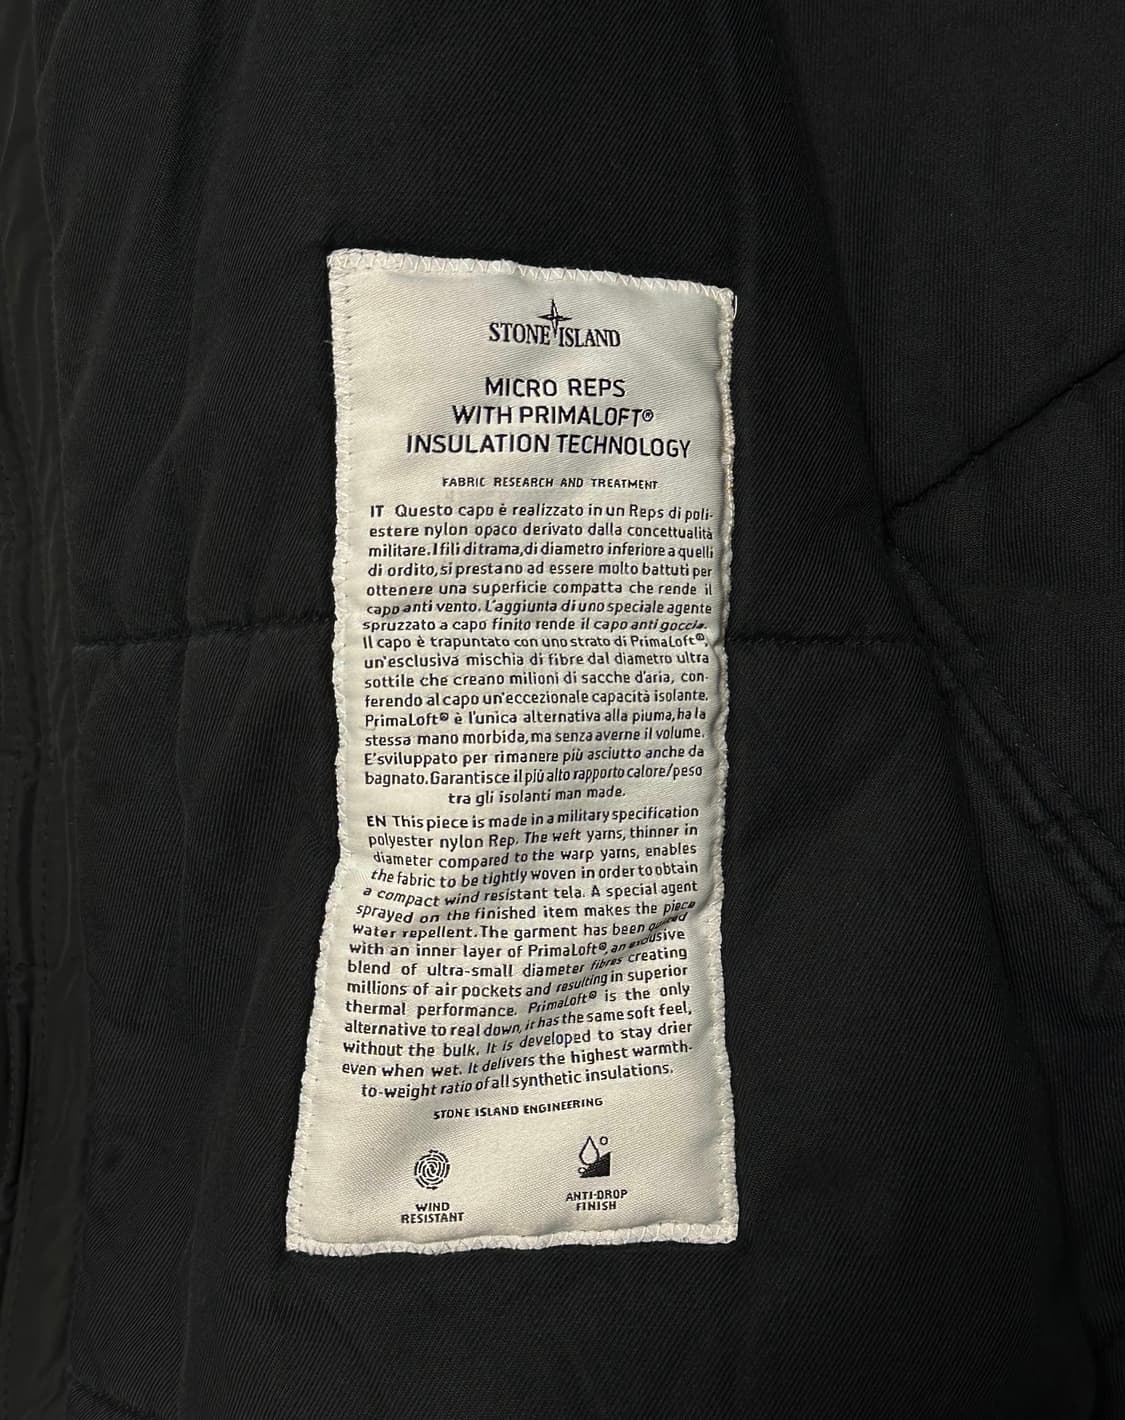 STONE ISLAND
MICRO REPS
WITH PRIMALOFT®
INSULATION TECHNOLOGY
FABRIC RESEARCH AND TREATMENT
IT Questo capo è realizzato in un Reps di poli-
estere nylon opaco derivato dalla concettualità
militare. I fili di trama, di diametro inferiore a quelli
di ordito, si prestano ad essere molto battuti per
ottenere una superficie compatta che rende il
capo anti vento. L'aggiunta di uno speciale agente
spruzzato a capo finito rende il capo anti goccia.
Il capo è trapuntato con uno strato di PrimaLoft®,
un'esclusiva mischia di fibre dal diametro ultra
sottile che creano milioni di sacche d'aria, con-
ferendo al capo un'eccezionale capacità isolante.
PrimaLoft® è l'unica alternativa alla piuma, ha la
stessa mano morbida, ma senza averne il volume.
E'sviluppato per rimanere più asciutto anche da
bagnato. Garantisce il più alto rapporto calore/peso
tra gli isolanti man made.
EN This piece is made in a military specification
polyester nylon Rep. The weft yarns, thinner in
diameter compared to the warp yarns, enables
the fabric to be tightly woven in order to obtain
a compact wind resistant tela. A special agent
sprayed on the finished item makes the piece
water repellent. The garment has been quilted
with an inner layer of PrimaLoft®, an exclusive
blend of ultra-small diameter fibres creating
millions of air pockets and resulting in superior
thermal performance. PrimaLoft® is the only
alternative to real down, it has the same soft feel,
without the bulk. It is developed to stay drier
even when wet. It delivers the highest warmth-
to-weight ratio of all synthetic insulations.
STONE ISLAND ENGINEERING
WIND
RESISTANT
ANTI-DROP
FINISH